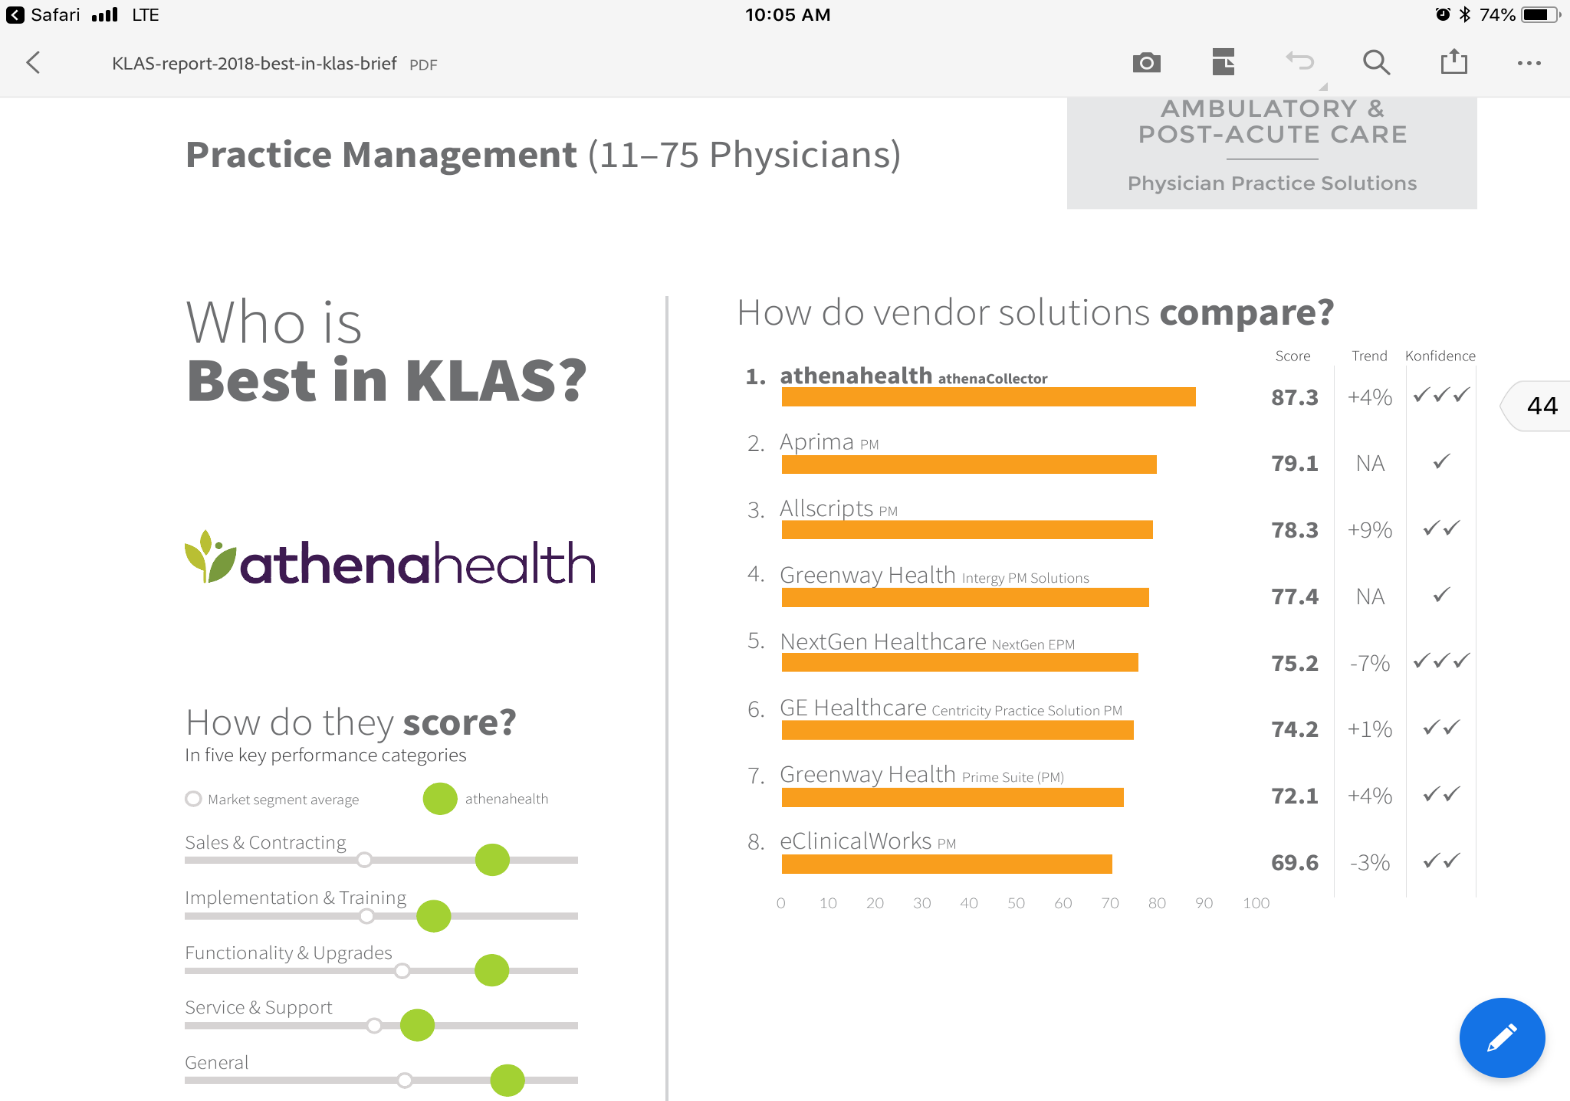 Safari LTE
10:05 AM
74%
KLAS-report-2018-best-in-klas-brief PDF
AMBULATORY &
POST-ACUTE CARE
Physician Practice Solutions
Practice Management (11–75 Physicians)
Who is
Best in KLAS?
athenahealth
How do they score?
In five key performance categories
Market segment average
athenahealth
Sales & Contracting
Implementation & Training
Functionality & Upgrades
Service & Support
General
How do vendor solutions compare?
Score Trend Konfidence
1. athenahealth athenaCollector
87.3 +4% ✓✓✓
2. Aprima PM
79.1 NA ✓
3. Allscripts PM
78.3 +9% ✓✓
4. Greenway Health Intergy PM Solutions
77.4 NA ✓
5. NextGen Healthcare NextGen EPM
75.2 -7% ✓✓✓
6. GE Healthcare Centricity Practice Solution PM
74.2 +1% ✓✓
7. Greenway Health Prime Suite (PM)
72.1 +4% ✓✓
8. eClinicalWorks PM
69.6 -3% ✓✓
0 10 20 30 40 50 60 70 80 90 100
44